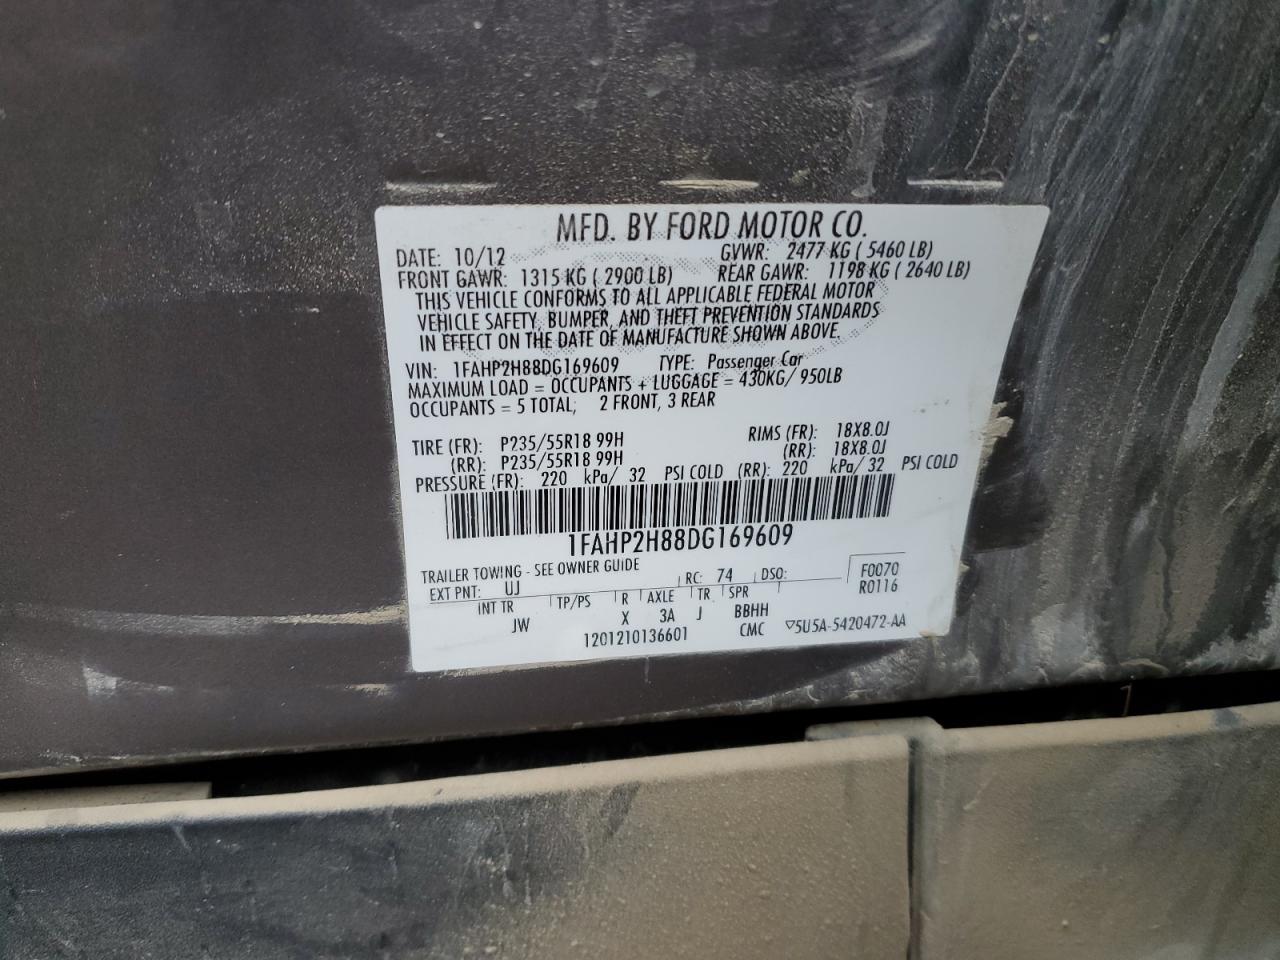 MFD. BY FORD MOTOR CO.
DATE: 10/12 GVWR: 2477 KG ( 5460 LB)
FRONT GAWR: 1315 KG ( 2900 LB) REAR GAWR: 1198 KG ( 2640 LB)
THIS VEHICLE CONFORMS TO ALL APPLICABLE FEDERAL MOTOR
VEHICLE SAFETY, BUMPER, AND THEFT PREVENTION STANDARDS
IN EFFECT ON THE DATE OF MANUFACTURE SHOWN ABOVE.
VIN: 1FAHP2H88DG169609 TYPE: Passenger Car
MAXIMUM LOAD = OCCUPANTS + LUGGAGE = 430KG/ 950LB
OCCUPANTS = 5 TOTAL; 2 FRONT, 3 REAR
TIRE (FR): P235/55R18 99H RIMS (FR): 18X8.0J
(RR): P235/55R18 99H (RR): 18X8.0J
PRESSURE (FR): 220 kPa/ 32 PSI COLD (RR): 220 kPa/ 32 PSI COLD
1FAHP2H88DG169609
TRAILER TOWING - SEE OWNER GUIDE F0070
EXT PNT: UJ RC: 74 DSO: R0116
INT TR TP/PS R AXLE TR SPR
JW X 3A J BBHH
1201210136601 CMC ▽5U5A-5420472-AA